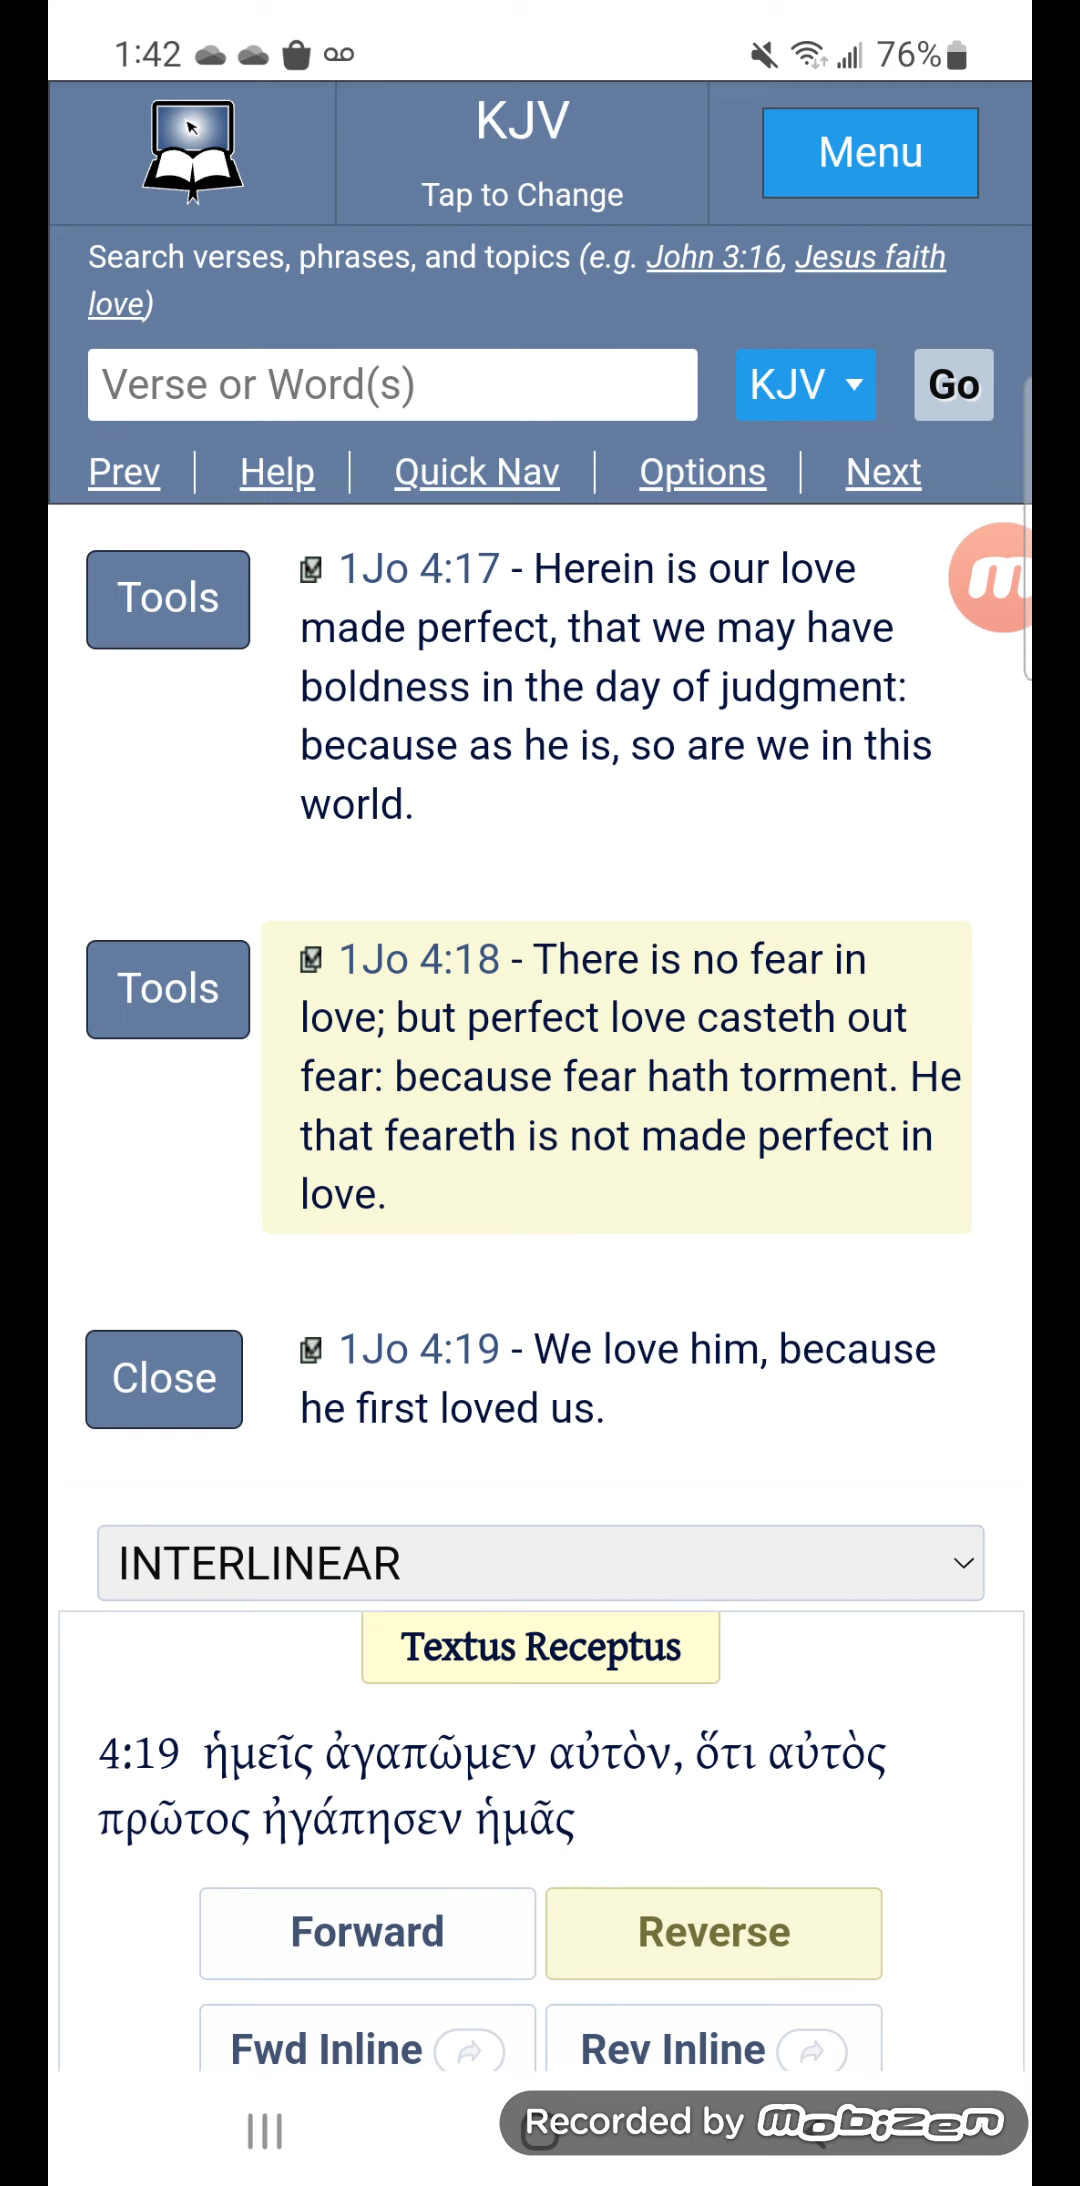 1:42 76%
KJV
Tap to Change
Menu
Search verses, phrases, and topics (e.g. John 3:16, Jesus faith
love)
Verse or Word(s) KJV Go
Prev Help Quick Nav Options Next
Tools
1Jo 4:17 - Herein is our love
made perfect, that we may have
boldness in the day of judgment:
because as he is, so are we in this
world.
Tools
1Jo 4:18 - There is no fear in
love; but perfect love casteth out
fear: because fear hath torment. He
that feareth is not made perfect in
love.
Close
1Jo 4:19 - We love him, because
he first loved us.
INTERLINEAR
Textus Receptus
4:19 ἡμεῖς ἀγαπῶμεν αὐτὸν, ὅτι αὐτὸς
πρῶτος ἠγάπησεν ἡμᾶς
Forward Reverse
Fwd Inline Rev Inline
Recorded by mobizen